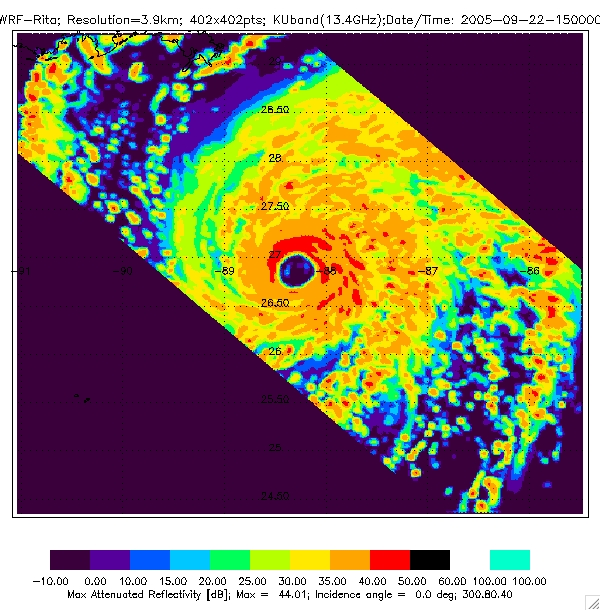 WRF-Rita; Resolution=3.9km; 402x402pts; KUband(13.4GHz);Date/Time: 2005-09-22-150000
28.50
28
27.50
27
-91 -90 -89 -88 -87 -86
26.50
26
25.50
25
24.50
-10.00 0.00 10.00 15.00 20.00 25.00 30.00 35.00 40.00 50.00 60.00 100.00 100.00
Max Attenuated Reflectivity [dB]; Max = 44.01; Incidence angle = 0.0 deg; 300.80.40